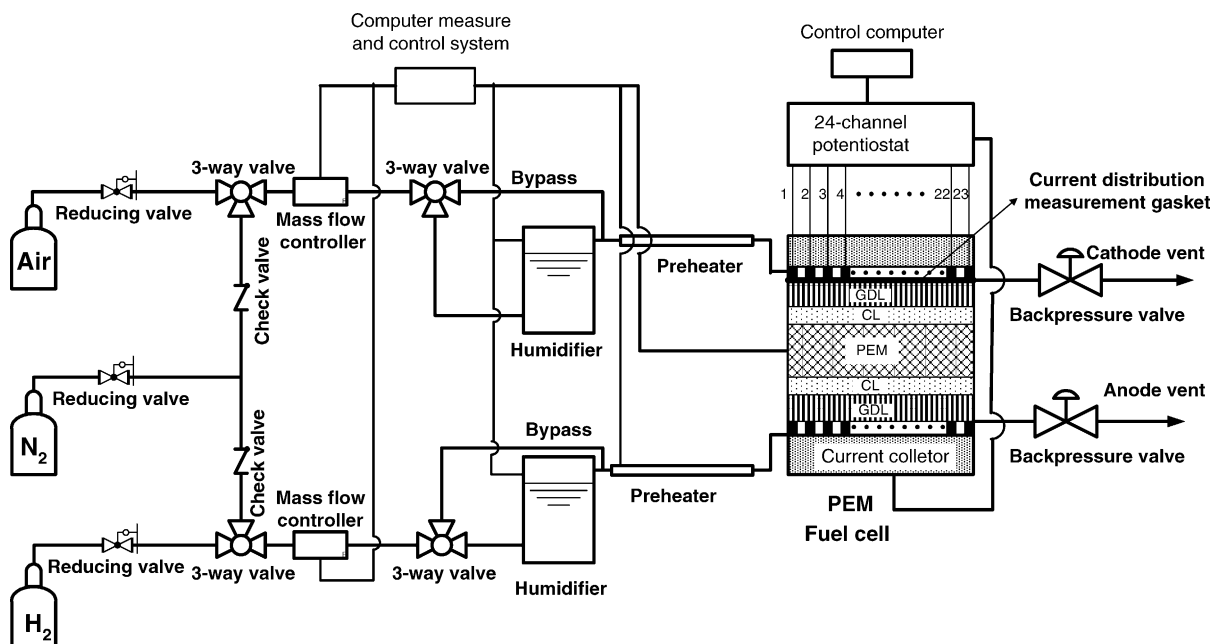 Computer measure
and control system
Control computer
24-channel
potentiostat
3-way valve
3-way valve
Bypass
1 2 3 4 22 23
Current distribution
measurement gasket
Reducing valve
Mass flow
controller
Air
Check valve
Preheater
Cathode vent
GDL
CL
Backpressure valve
Humidifier
PEM
Reducing valve
CL
Anode vent
GDL
N2
Bypass
Check valve
Current colletor
Backpressure valve
Mass flow
controller
Preheater
PEM
Fuel cell
Reducing valve
3-way valve
3-way valve
Humidifier
H2